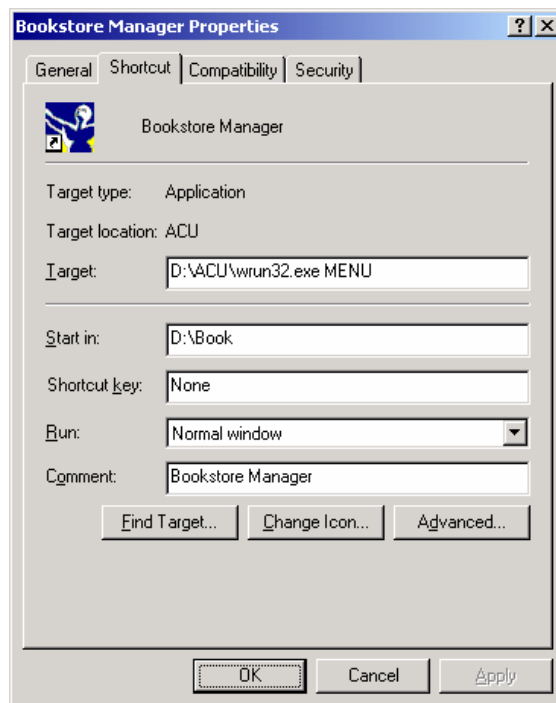 Bookstore Manager Properties
General Shortcut Compatibility Security
Bookstore Manager
Target type: Application
Target location: ACU
Target: D:\ACU\wrun32.exe MENU
Start in: D:\Book
Shortcut key: None
Run: Normal window
Comment: Bookstore Manager
Find Target... Change Icon... Advanced...
OK Cancel Apply